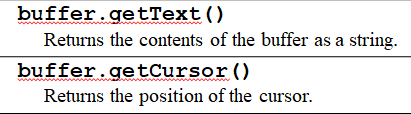 buffer.getText()
Returns the contents of the buffer as a string.
buffer.getCursor()
Returns the position of the cursor.